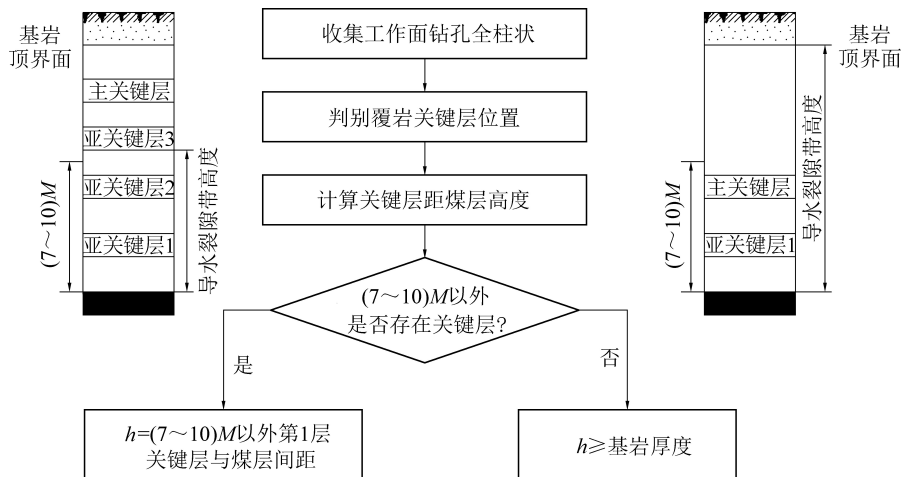 基岩
顶界面
主关键层
亚关键层3
亚关键层2
亚关键层1
(7～10)M
导水裂隙带高度
收集工作面钻孔全柱状
判别覆岩关键层位置
计算关键层距煤层高度
(7～10)M以外
是否存在关键层?
是
否
h=(7～10)M以外第1层
关键层与煤层间距
h≥基岩厚度
基岩
顶界面
主关键层
亚关键层1
(7～10)M
导水裂隙带高度